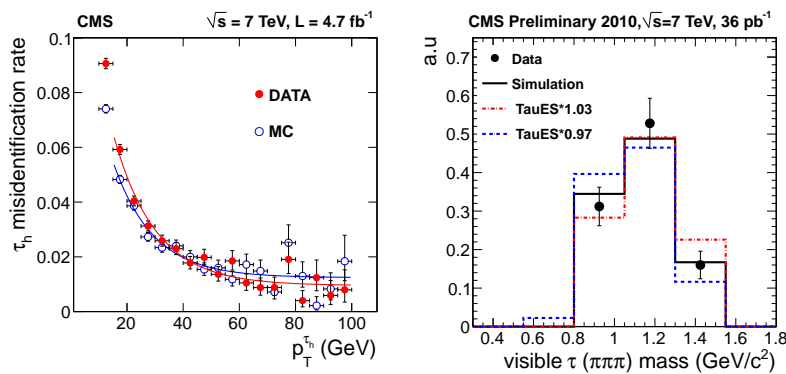 CMS √s = 7 TeV, L = 4.7 fb⁻¹
τₕ misidentification rate
0.1
0.08
0.06
0.04
0.02
0
DATA
MC
20 40 60 80 100
p_T^τₕ (GeV)
CMS Preliminary 2010, √s=7 TeV, 36 pb⁻¹
a.u
0.7
0.6
0.5
0.4
0.3
0.2
0.1
0
Data
Simulation
TauES*1.03
TauES*0.97
0.4 0.6 0.8 1 1.2 1.4 1.6 1.8
visible τ (πππ) mass (GeV/c²)